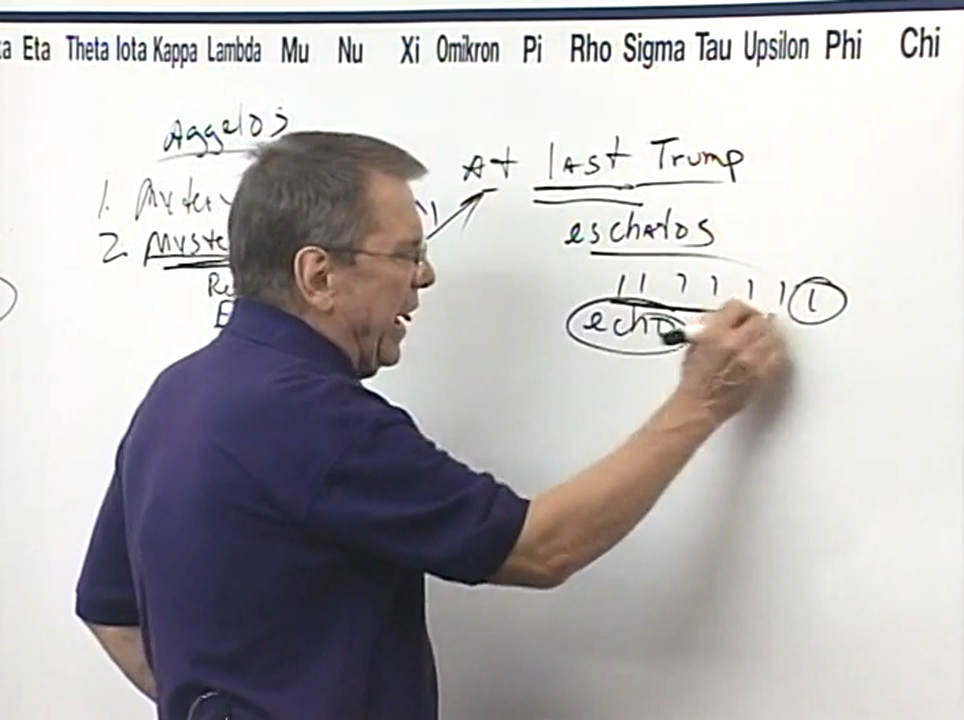 Eta Theta Iota Kappa Lambda Mu Nu Xi Omikron Pi Rho Sigma Tau Upsilon Phi Chi
Aggelos
At last Trump
1.
eschatos
2.
echo